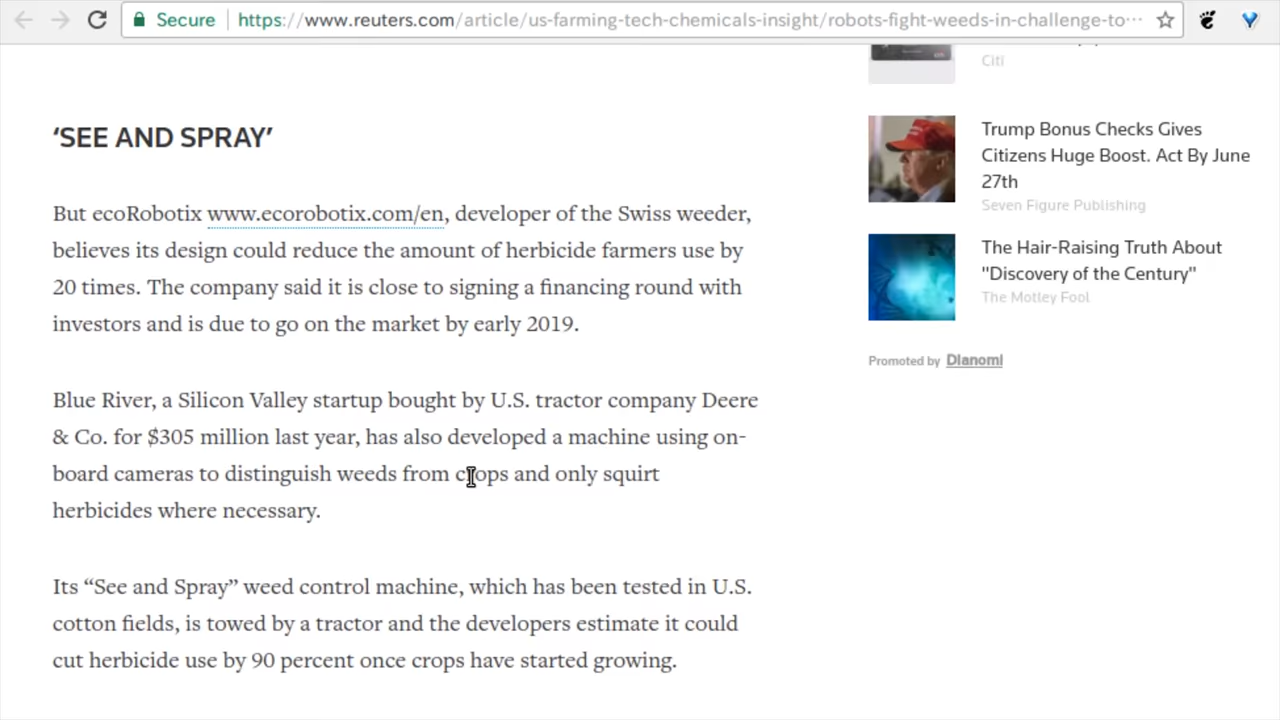 Secure
https://www.reuters.com/article/us-farming-tech-chemicals-insight/robots-fight-weeds-in-challenge-to…
‘SEE AND SPRAY’
But ecoRobotix www.ecorobotix.com/en, developer of the Swiss weeder,
believes its design could reduce the amount of herbicide farmers use by
20 times. The company said it is close to signing a financing round with
investors and is due to go on the market by early 2019.
Blue River, a Silicon Valley startup bought by U.S. tractor company Deere
& Co. for $305 million last year, has also developed a machine using on-
board cameras to distinguish weeds from crops and only squirt
herbicides where necessary.
Its “See and Spray” weed control machine, which has been tested in U.S.
cotton fields, is towed by a tractor and the developers estimate it could
cut herbicide use by 90 percent once crops have started growing.
Citi
Trump Bonus Checks Gives
Citizens Huge Boost. Act By June
27th
Seven Figure Publishing
The Hair-Raising Truth About
"Discovery of the Century"
The Motley Fool
Promoted by Dianomi